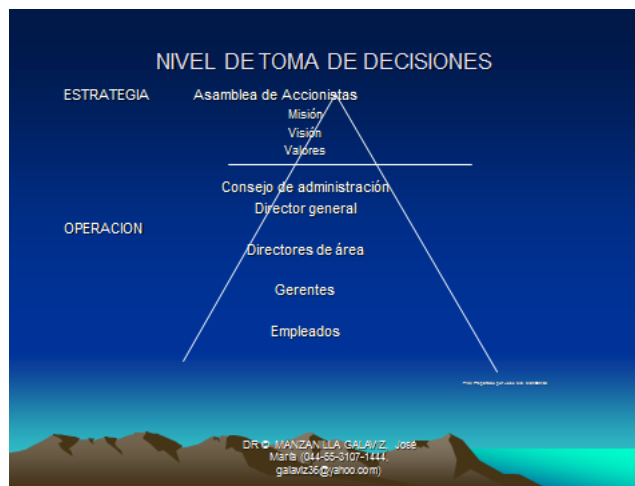 NIVEL DE TOMA DE DECISIONES
ESTRATEGIA
Asamblea de Accionistas
Misión
Visión
Valores
Consejo de administración
Director general
OPERACION
Directores de área
Gerentes
Empleados
DR © MANZANILLA GALAVIZ, José
María (044-55-3107-1444,
galaviz36@yahoo.com)